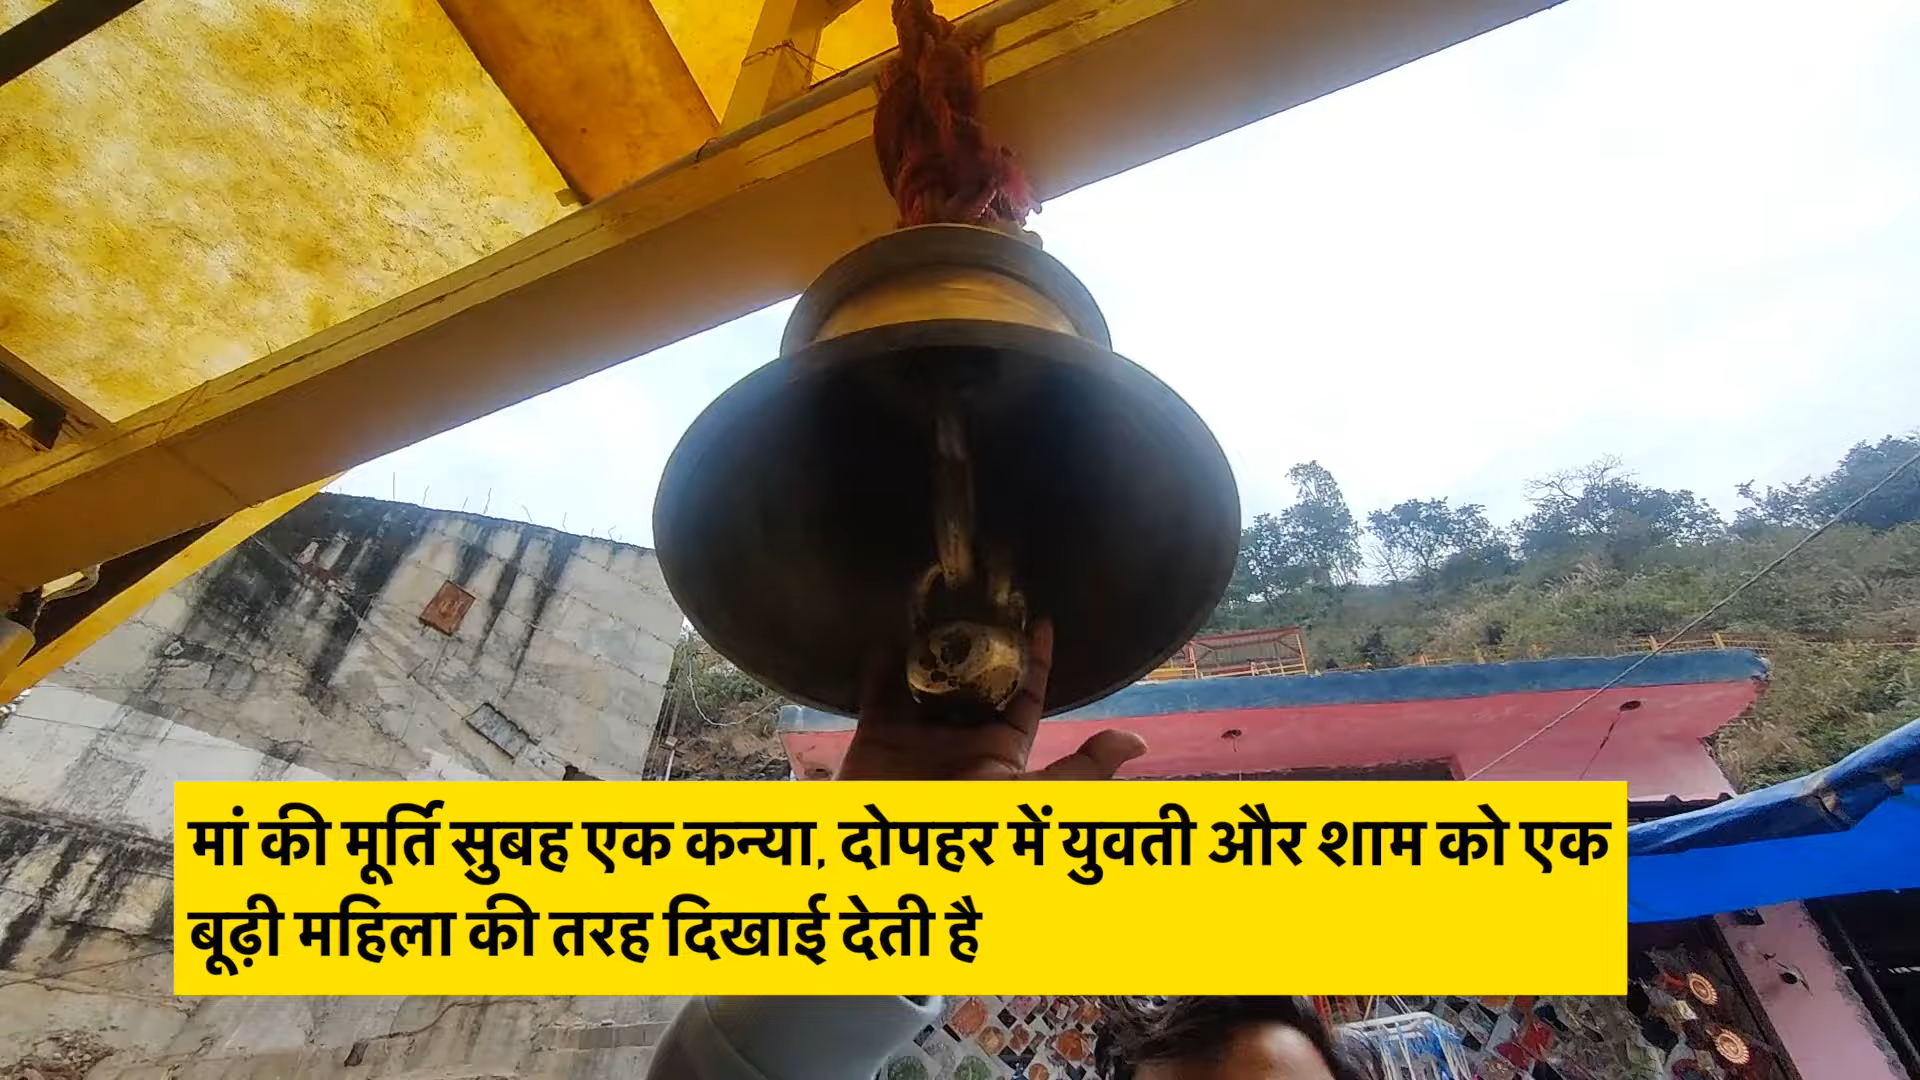 मां की मूर्ति सुबह एक कन्या, दोपहर में युवती और शाम को एक
बूढ़ी महिला की तरह दिखाई देती है